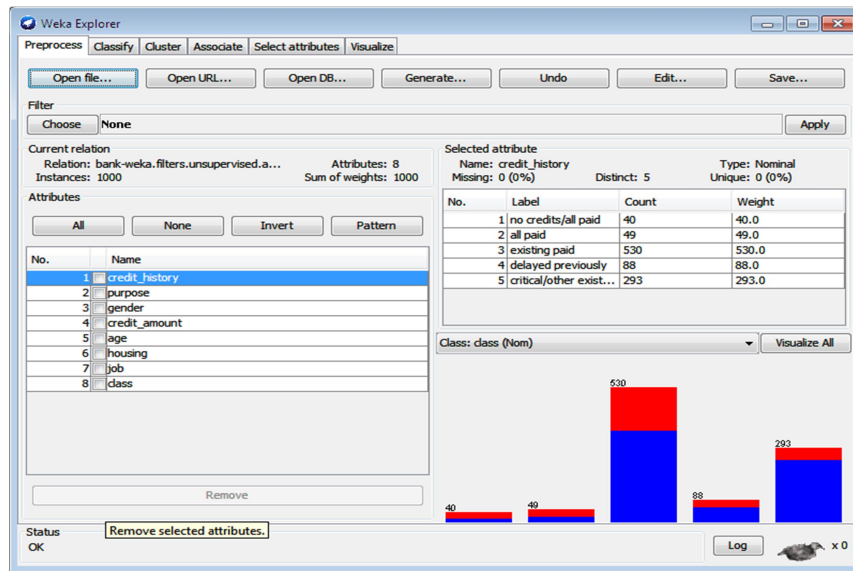 Weka Explorer
Preprocess Classify Cluster Associate Select attributes Visualize
Open file... Open URL... Open DB... Generate... Undo Edit... Save...
Filter
Choose None Apply
Current relation
Relation: bank-weka.filters.unsupervised.a... Attributes: 8
Instances: 1000 Sum of weights: 1000
Attributes
All None Invert Pattern
No. Name
1 credit_history
2 purpose
3 gender
4 credit_amount
5 age
6 housing
7 job
8 class
Remove
Remove selected attributes.
Selected attribute
Name: credit_history Type: Nominal
Missing: 0 (0%) Distinct: 5 Unique: 0 (0%)
No. Label Count Weight
1 no credits/all paid 40 40.0
2 all paid 49 49.0
3 existing paid 530 530.0
4 delayed previously 88 88.0
5 critical/other exist... 293 293.0
Class: class (Nom) Visualize All
40 49 530 88 293
Status
OK
Log x 0